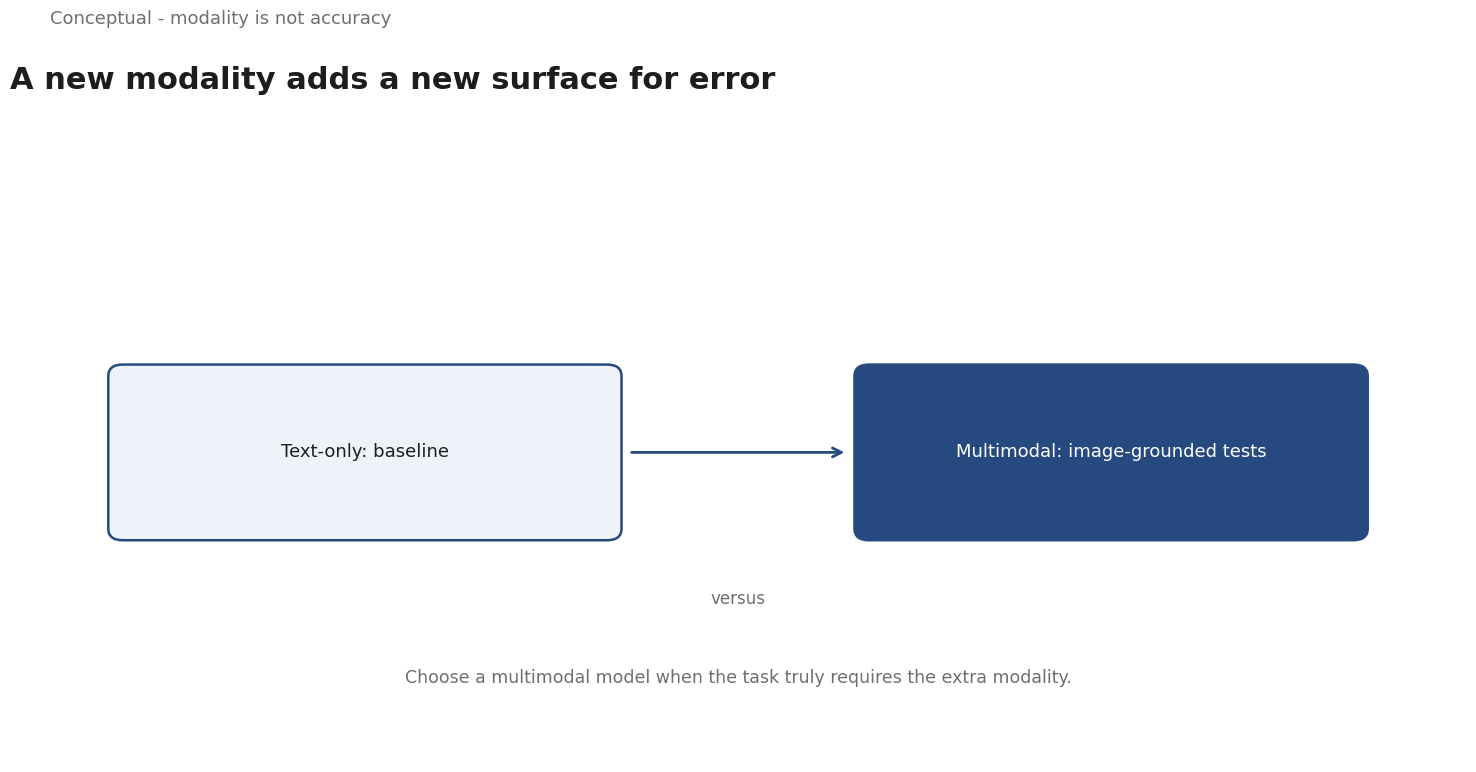 Conceptual - modality is not accuracy
A new modality adds a new surface for error
Text-only: baseline
Multimodal: image-grounded tests
versus
Choose a multimodal model when the task truly requires the extra modality.